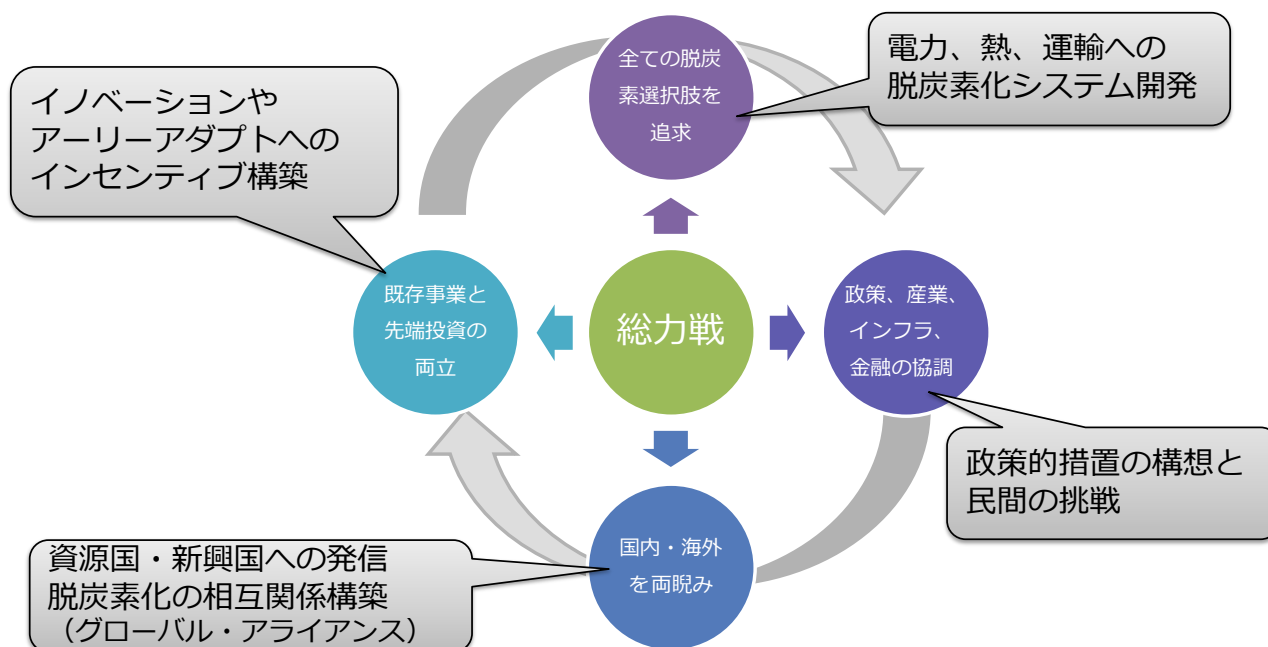 全ての脱炭
素選択肢を
追求
電力、熱、運輸への
脱炭素化システム開発
イノベーションや
アーリーアダプトへの
インセンティブ構築
既存事業と
先端投資の
両立
総力戦
政策、産業、
インフラ、
金融の協調
政策的措置の構想と
民間の挑戦
国内・海外
を両睨み
資源国・新興国への発信
脱炭素化の相互関係構築
（グローバル・アライアンス）